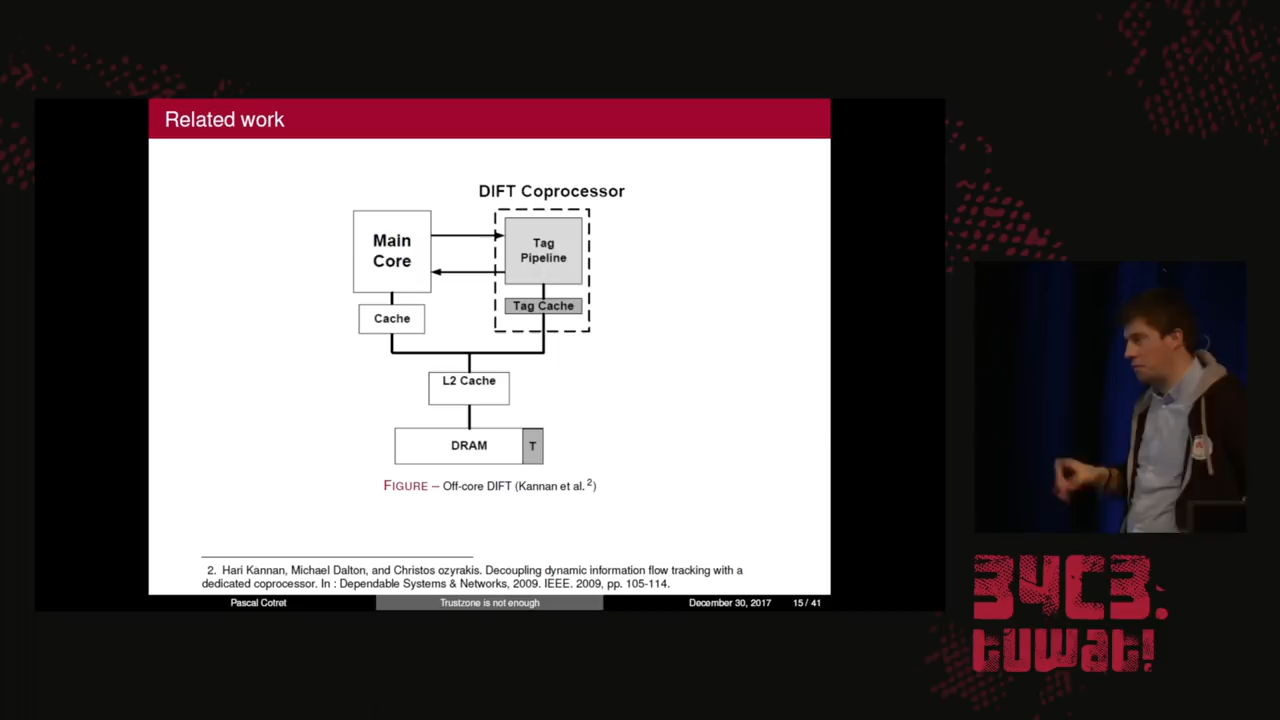 Related work
DIFT Coprocessor
Main
Core
Tag
Pipeline
Tag Cache
Cache
L2 Cache
DRAM
T
FIGURE – Off-core DIFT (Kannan et al. 2)
2. Hari Kannan, Michael Dalton, and Christos ozyrakis. Decoupling dynamic information flow tracking with a
dedicated coprocessor. In : Dependable Systems & Networks, 2009. IEEE. 2009, pp. 105-114.
Pascal Cotret
Trustzone is not enough
December 30, 2017
15 / 41
34C3.
tuwat!